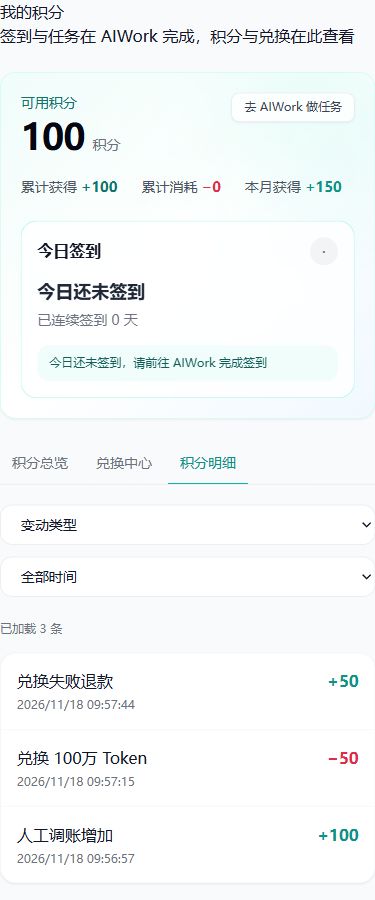 我的积分
签到与任务在 AIWork 完成，积分与兑换在此查看
可用积分
去 AIWork 做任务
100 积分
累计获得 +100 累计消耗 −0 本月获得 +150
今日签到
·
今日还未签到
已连续签到 0 天
今日还未签到，请前往 AIWork 完成签到
积分总览 兑换中心 积分明细
变动类型
全部时间
已加载 3 条
兑换失败退款 +50
2026/11/18 09:57:44
兑换 100万 Token −50
2026/11/18 09:57:15
人工调账增加 +100
2026/11/18 09:56:57